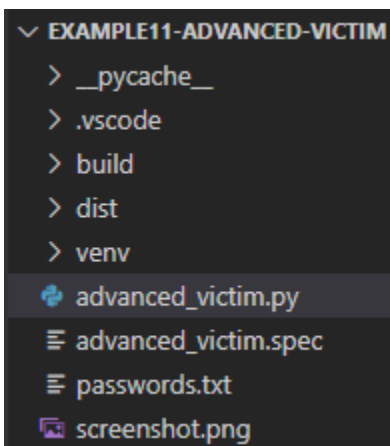 EXAMPLE11-ADVANCED-VICTIM
__pycache__
.vscode
build
dist
venv
advanced_victim.py
advanced_victim.spec
passwords.txt
screenshot.png